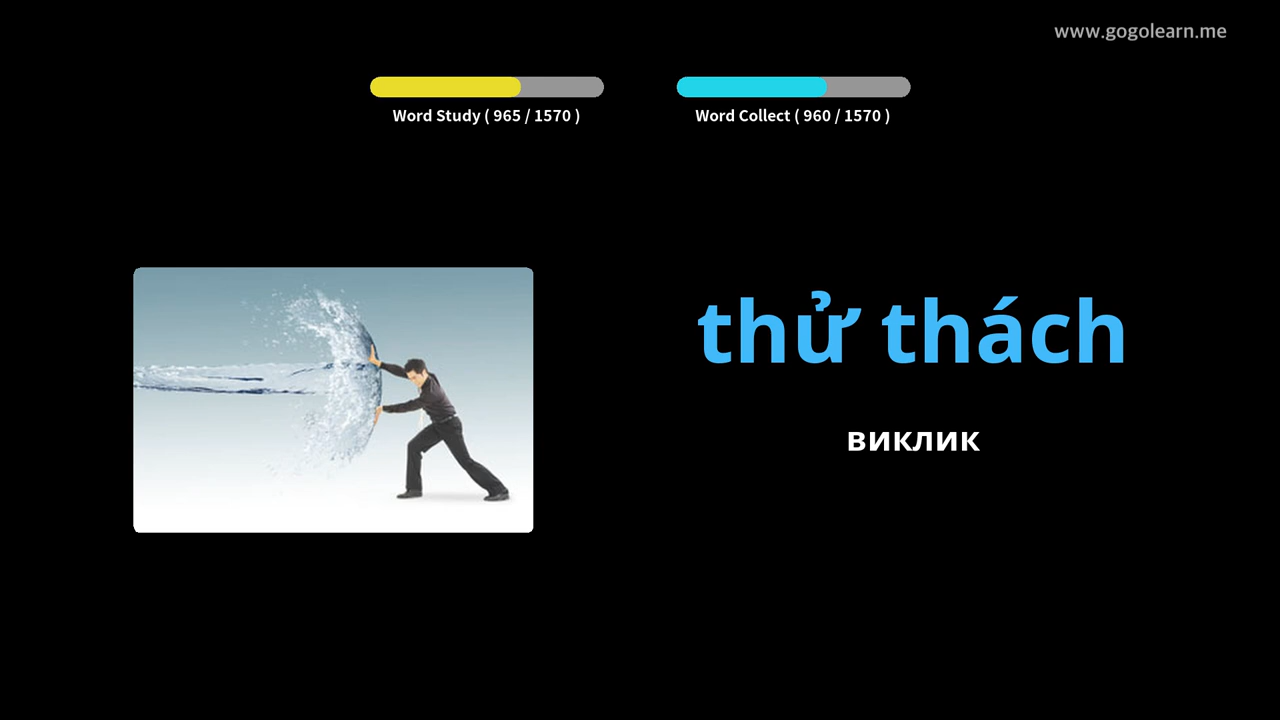 www.gogolearn.me
Word Study ( 965 / 1570 )
Word Collect ( 960 / 1570 )
thử thách
виклик